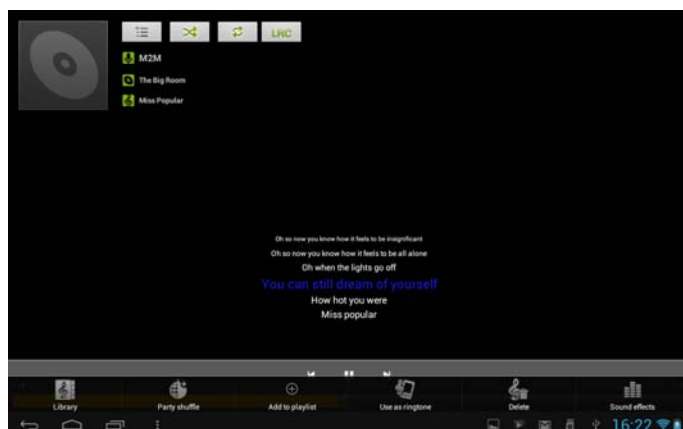 LRC
M2M
The Big Room
Miss Popular
Oh so now you know how it feels to be insignificant
Oh so now you know how it feels to be all alone
Oh when the lights go off
You can still dream of yourself
How hot you were
Miss popular
Library
Party shuffle
Add to playlist
Use as ringtone
Delete
Sound effects
16:22